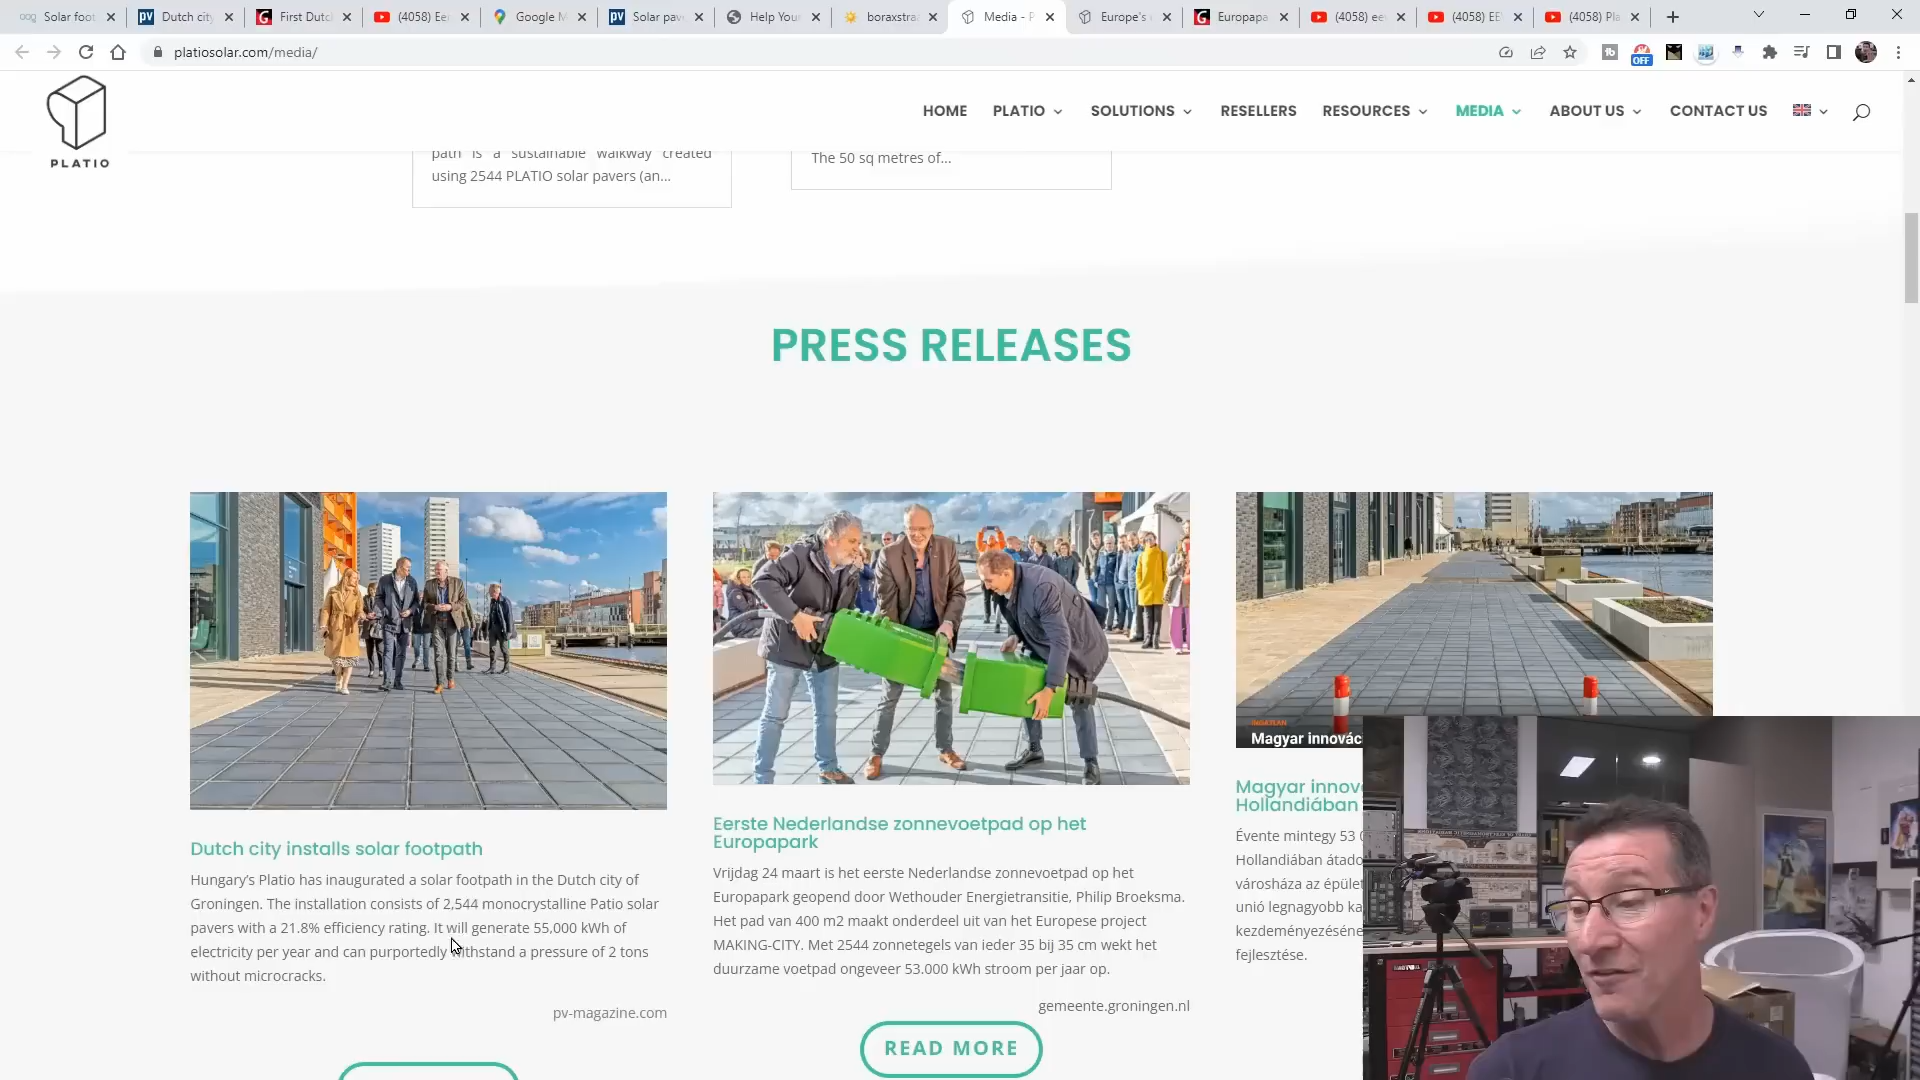 Solar foot
Dutch city
First Dutc
(4058) Ee
Google M
Solar pav
Help You
boraxstra
Media - P
Europe's
Europapa
(4058) ee
(4058) EE
(4058) Pla
platiosolar.com/media/
OFF
PLATIO
HOME
PLATIO
SOLUTIONS
RESELLERS
RESOURCES
MEDIA
ABOUT US
CONTACT US
path is a sustainable walkway created
using 2544 PLATIO solar pavers (an...
The 50 sq metres of...
PRESS RELEASES
Dutch city installs solar footpath
Hungary's Platio has inaugurated a solar footpath in the Dutch city of
Groningen. The installation consists of 2,544 monocrystalline Patio solar
pavers with a 21.8% efficiency rating. It will generate 55,000 kWh of
electricity per year and can purportedly withstand a pressure of 2 tons
without microcracks.
pv-magazine.com
Eerste Nederlandse zonnevoetpad op het
Europapark
Vrijdag 24 maart is het eerste Nederlandse zonnevoetpad op het
Europapark geopend door Wethouder Energietransitie, Philip Broeksma.
Het pad van 400 m2 maakt onderdeel uit van het Europese project
MAKING-CITY. Met 2544 zonnetegels van ieder 35 bij 35 cm wekt het
duurzame voetpad ongeveer 53.000 kWh stroom per jaar op.
gemeente.groningen.nl
READ MORE
INGATLAN
Magyar innovác
Magyar innov
Hollandiában
Évente mintegy 53 0
Hollandiában átado
városháza az épület
unió legnagyobb ka
kezdeményezéséne
fejlesztése.